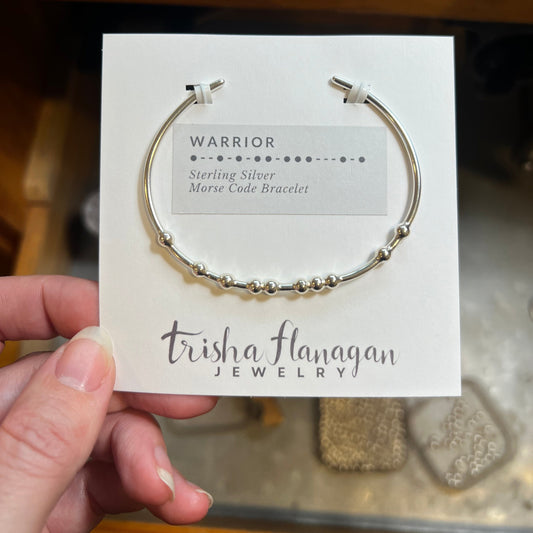 WARRIOR
●--●-●-●●-●●●---●-●
Sterling Silver
Morse Code Bracelet
Trisha Flanagan
JEWELRY